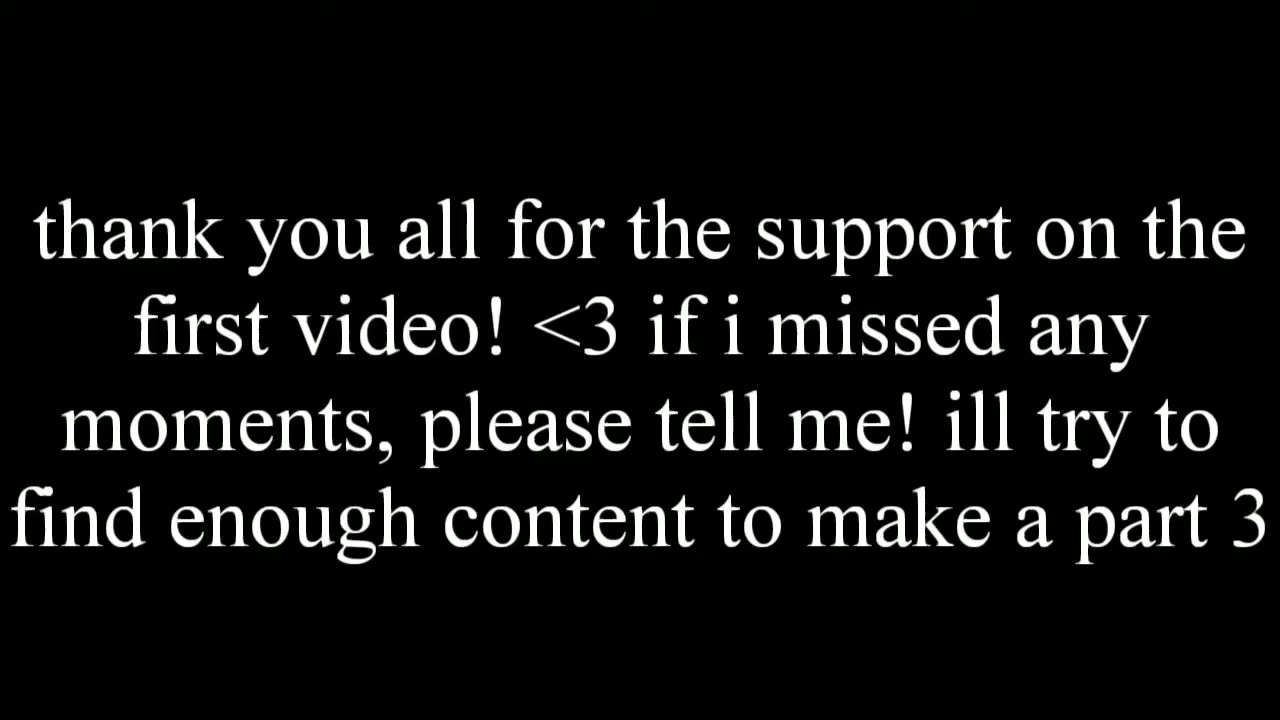 thank you all for the support on the
first video! <3 if i missed any
moments, please tell me! ill try to
find enough content to make a part 3